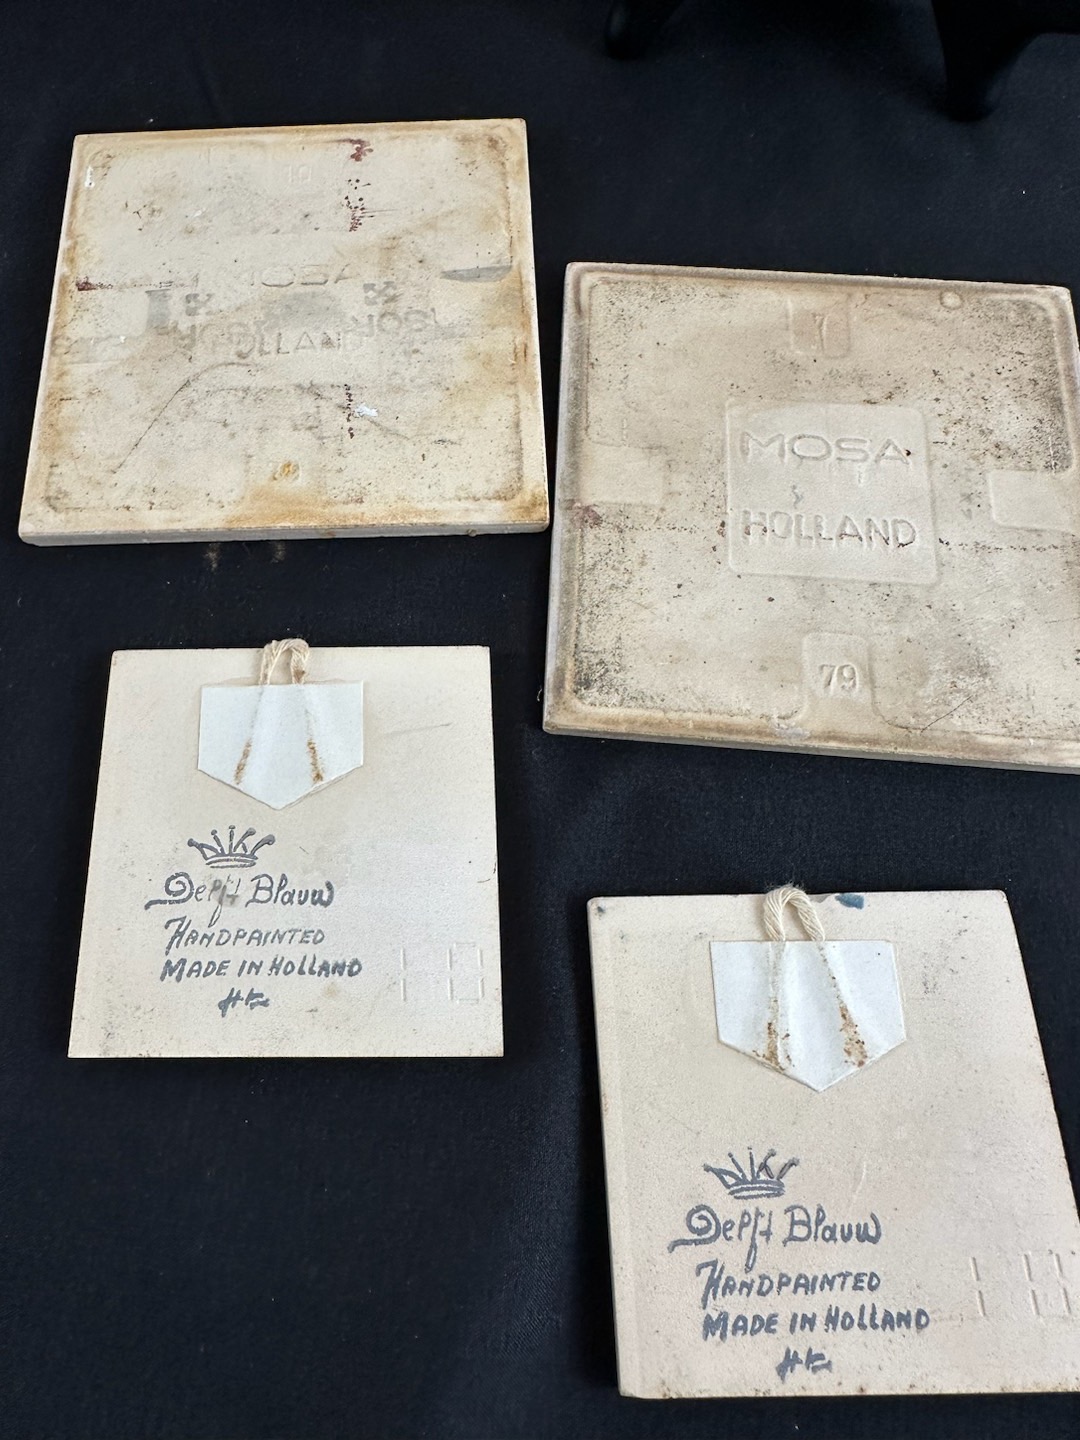 10
MOSA
HOLLAND
7
MOSA
HOLLAND
79
Delft Blauw
HANDPAINTED
MADE IN HOLLAND
Delft Blauw
HANDPAINTED
MADE IN HOLLAND